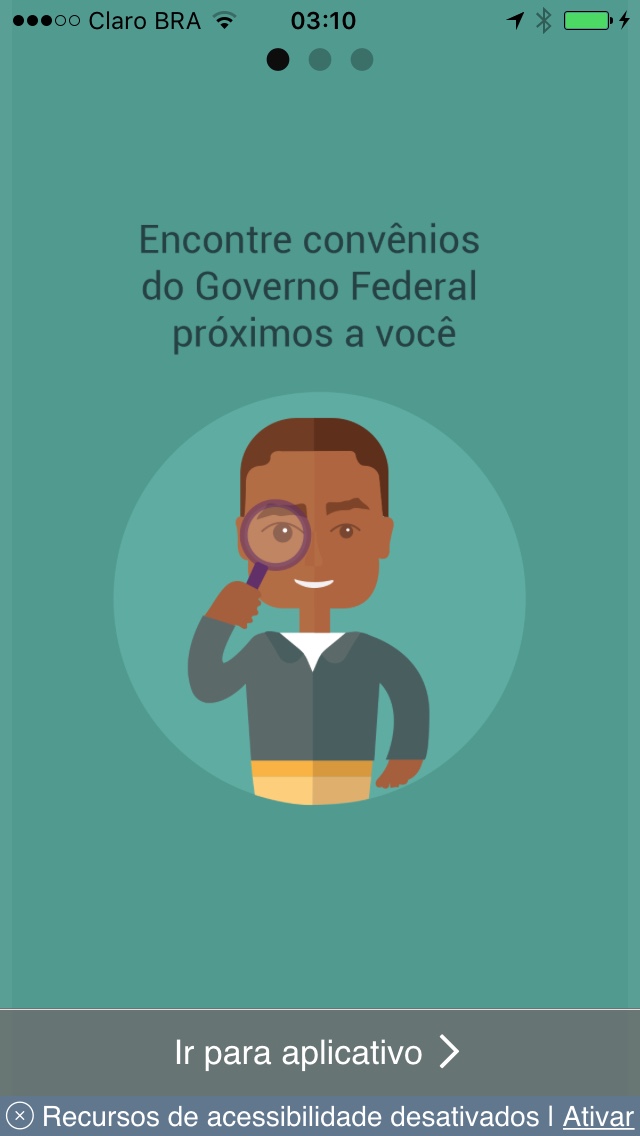 Claro BRA 03:10
Encontre convênios
do Governo Federal
próximos a você
Ir para aplicativo
Recursos de acessibilidade desativados | Ativar